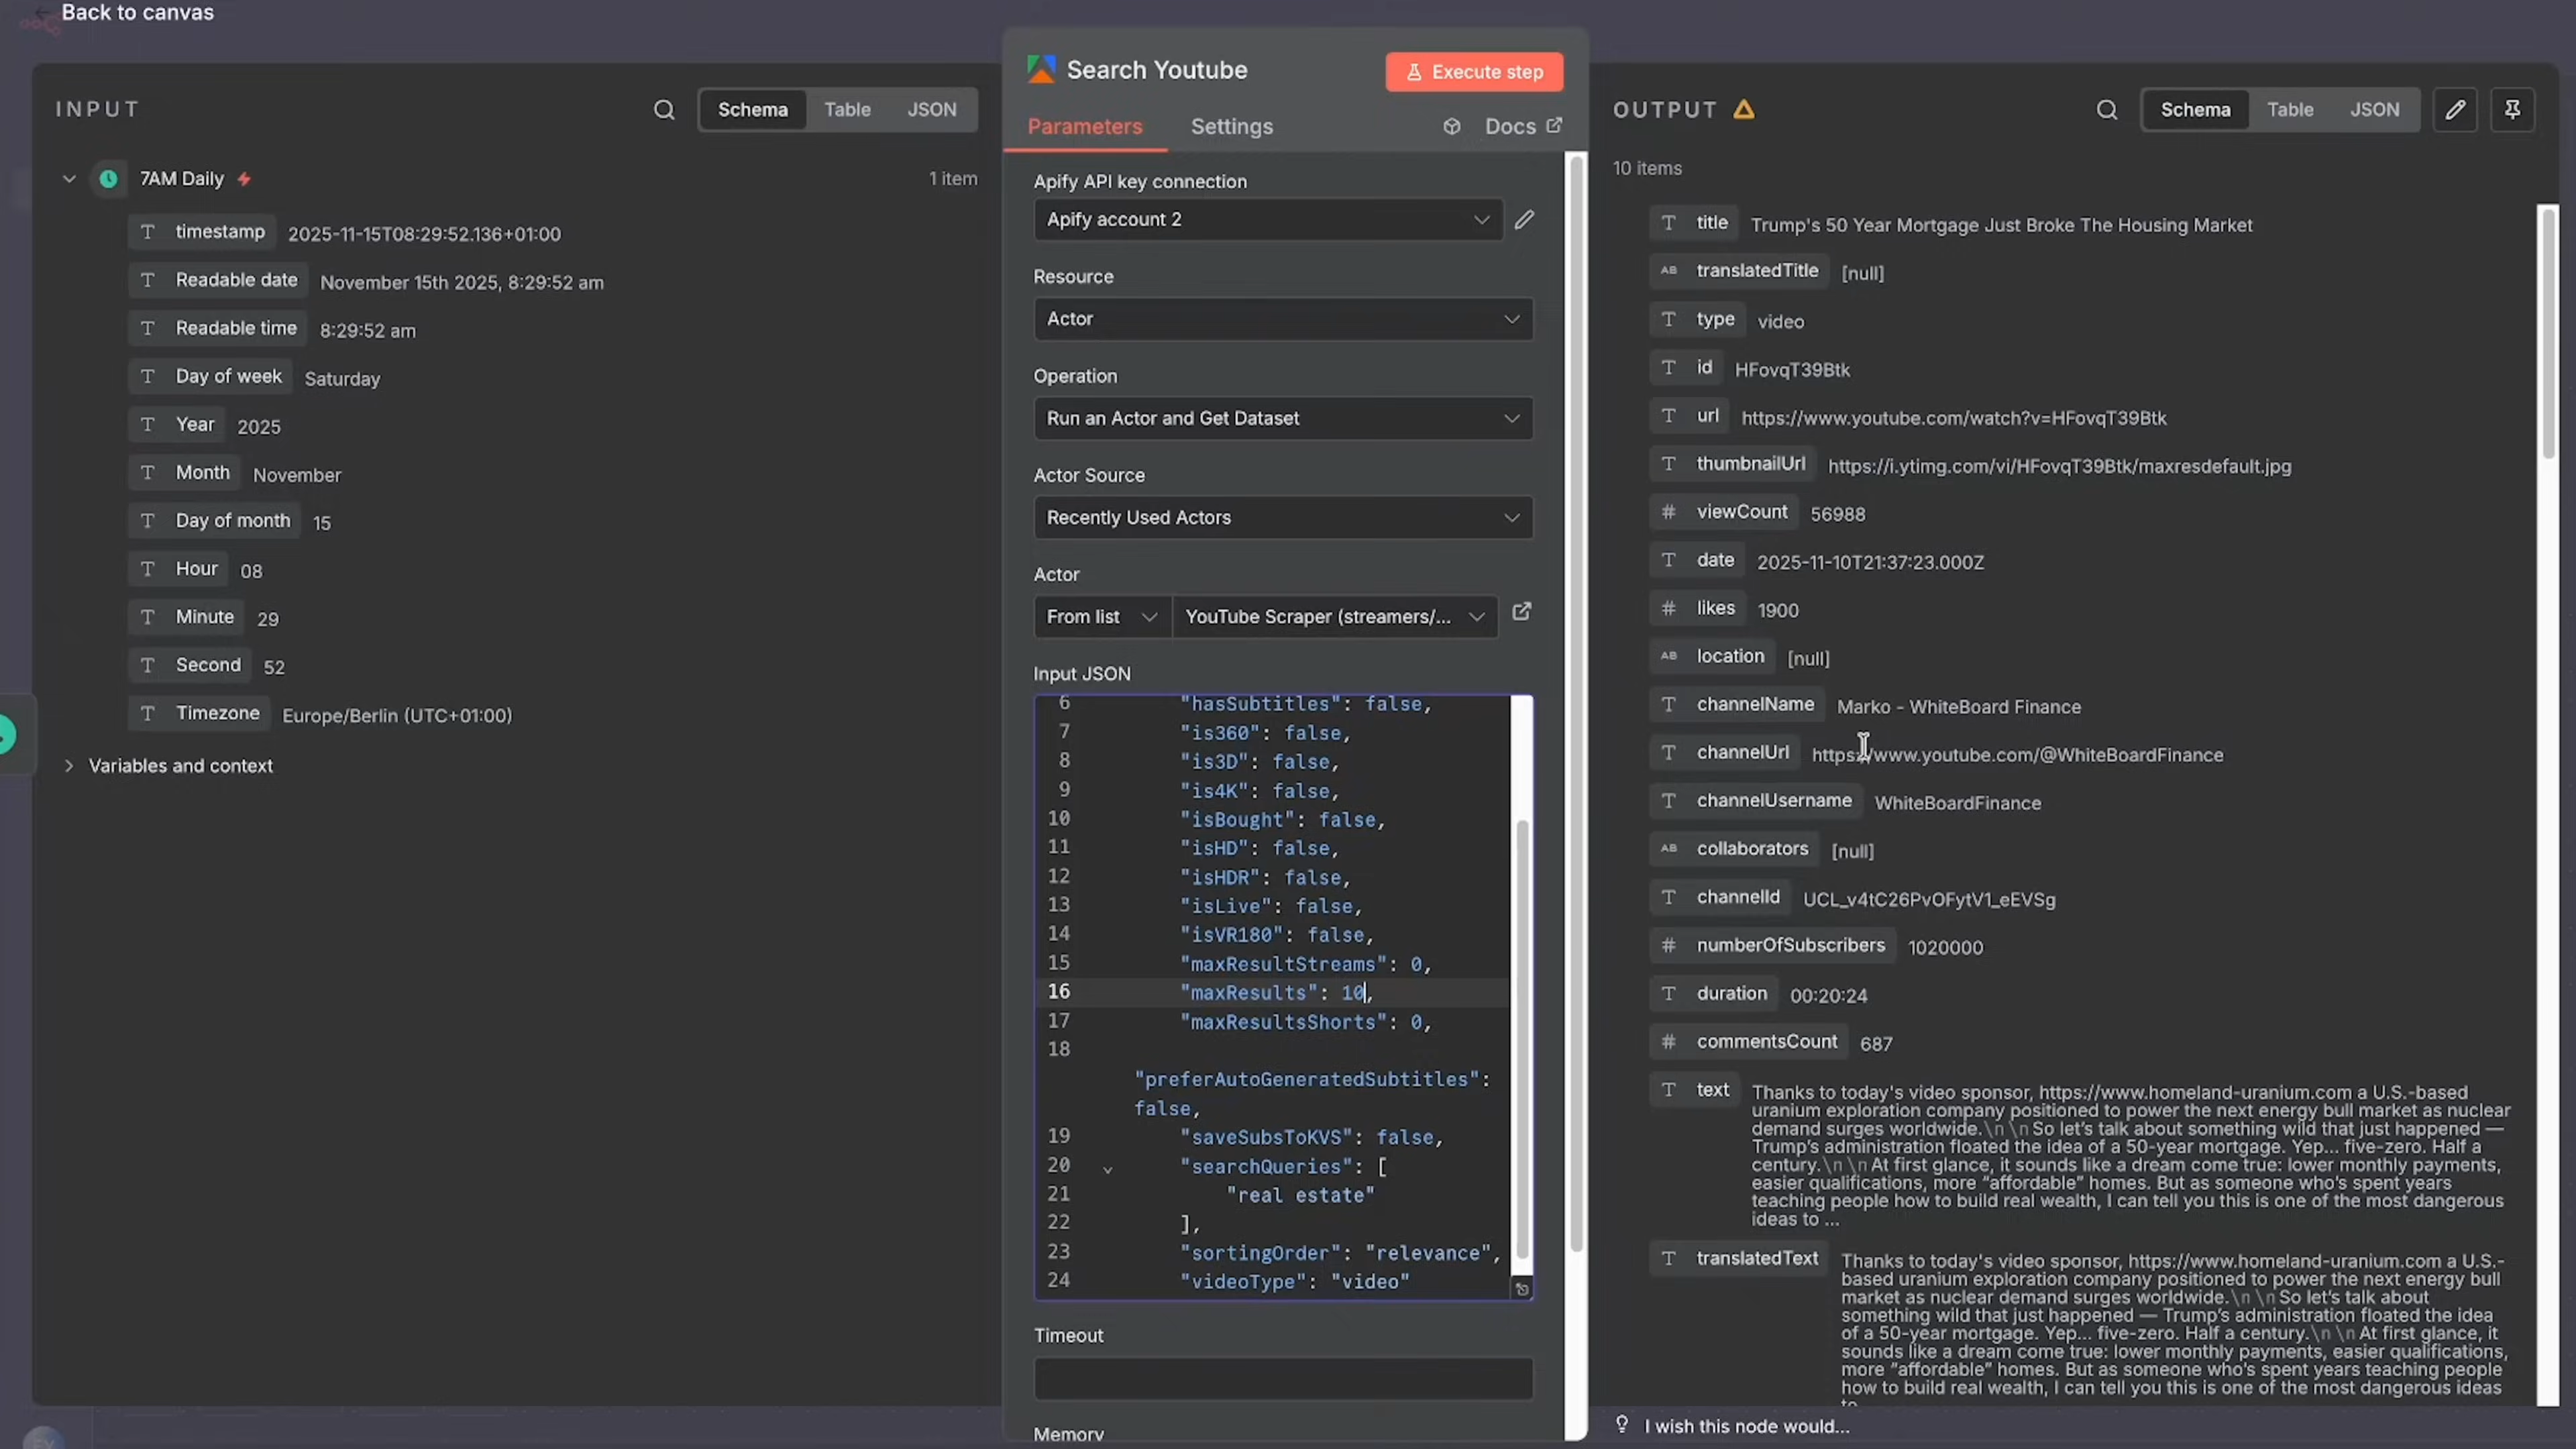 Back to canvas
INPUT
Schema
Table
JSON
7AM Daily
1 item
T timestamp 2025-11-15T08:29:52.136+01:00
T Readable date November 15th 2025, 8:29:52 am
T Readable time 8:29:52 am
T Day of week Saturday
T Year 2025
T Month November
T Day of month 15
T Hour 08
T Minute 29
T Second 52
T Timezone Europe/Berlin (UTC+01:00)
Variables and context
Search Youtube
Execute step
Parameters
Settings
Docs
Apify API key connection
Apify account 2
Resource
Actor
Operation
Run an Actor and Get Dataset
Actor Source
Recently Used Actors
Actor
From list
YouTube Scraper (streamers/...
Input JSON
6 "hasSubtitles": false,
7 "is360": false,
8 "is3D": false,
9 "is4K": false,
10 "isBought": false,
11 "isHD": false,
12 "isHDR": false,
13 "isLive": false,
14 "isVR180": false,
15 "maxResultStreams": 0,
16 "maxResults": 10,
17 "maxResultsShorts": 0,
18
"preferAutoGeneratedSubtitles":
false,
19 "saveSubsToKVS": false,
20 "searchQueries": [
21 "real estate"
22 ],
23 "sortingOrder": "relevance",
24 "videoType": "video"
Timeout
Memory
OUTPUT
Schema
Table
JSON
10 items
T title Trump's 50 Year Mortgage Just Broke The Housing Market
AB translatedTitle [null]
T type video
T id HFovqT39Btk
T url https://www.youtube.com/watch?v=HFovqT39Btk
T thumbnailUrl https://i.ytimg.com/vi/HFovqT39Btk/maxresdefault.jpg
# viewCount 56988
T date 2025-11-10T21:37:23.000Z
# likes 1900
AB location [null]
T channelName Marko - WhiteBoard Finance
T channelUrl https://www.youtube.com/@WhiteBoardFinance
T channelUsername WhiteBoardFinance
AB collaborators [null]
T channelId UCL_v4tC26PvOFytV1_eEVSg
# numberOfSubscribers 1020000
T duration 00:20:24
# commentsCount 687
T text Thanks to today's video sponsor, https://www.homeland-uranium.com a U.S.-based
uranium exploration company positioned to power the next energy bull market as nuclear
demand surges worldwide.\n \n So let's talk about something wild that just happened —
Trump's administration floated the idea of a 50-year mortgage. Yep... five-zero. Half a
century.\n \n At first glance, it sounds like a dream come true: lower monthly payments,
easier qualifications, more “affordable” homes. But as someone who's spent years
teaching people how to build real wealth, I can tell you this is one of the most dangerous
ideas to ...
T translatedText Thanks to today's video sponsor, https://www.homeland-uranium.com a U.S.-
based uranium exploration company positioned to power the next energy bull
market as nuclear demand surges worldwide.\n \n So let's talk about
something wild that just happened — Trump's administration floated the idea
of a 50-year mortgage. Yep... five-zero. Half a century.\n \n At first glance, it
sounds like a dream come true: lower monthly payments, easier qualifications,
more “affordable” homes. But as someone who's spent years teaching people
how to build real wealth, I can tell you this is one of the most dangerous ideas
to
I wish this node would...